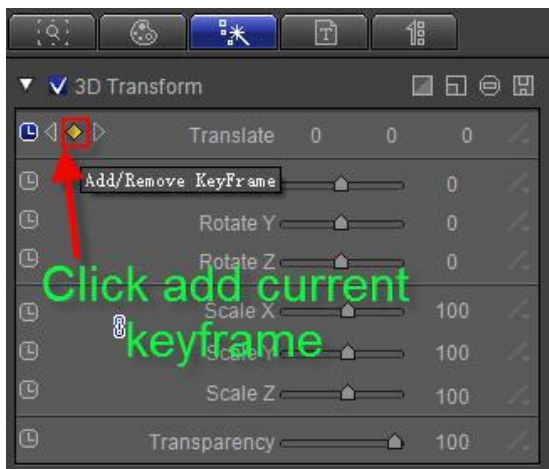 3D Transform
Translate 0 0 0
Add/Remove KeyFrame 0
Rotate Y 0
Rotate Z 0
Click add current
keyframe
Scale X 100
Scale Y 100
Scale Z 100
Transparency 100